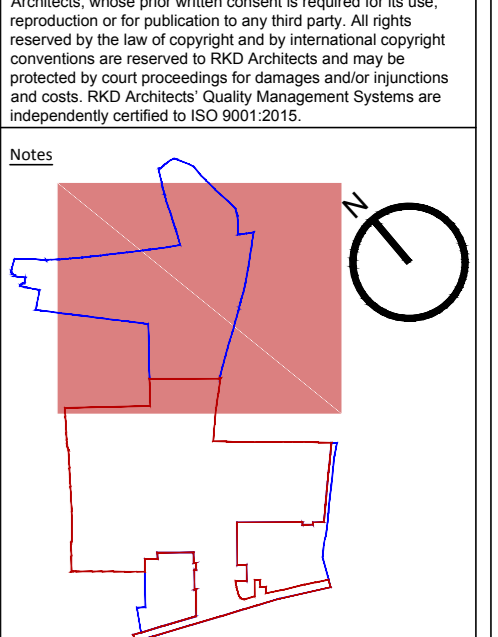 Architects, whose prior written consent is required for its use,
reproduction or for publication to any third party. All rights
reserved by the law of copyright and by international copyright
conventions are reserved to RKD Architects and may be
protected by court proceedings for damages and/or injunctions
and costs. RKD Architects' Quality Management Systems are
independently certified to ISO 9001:2015.
Notes
N